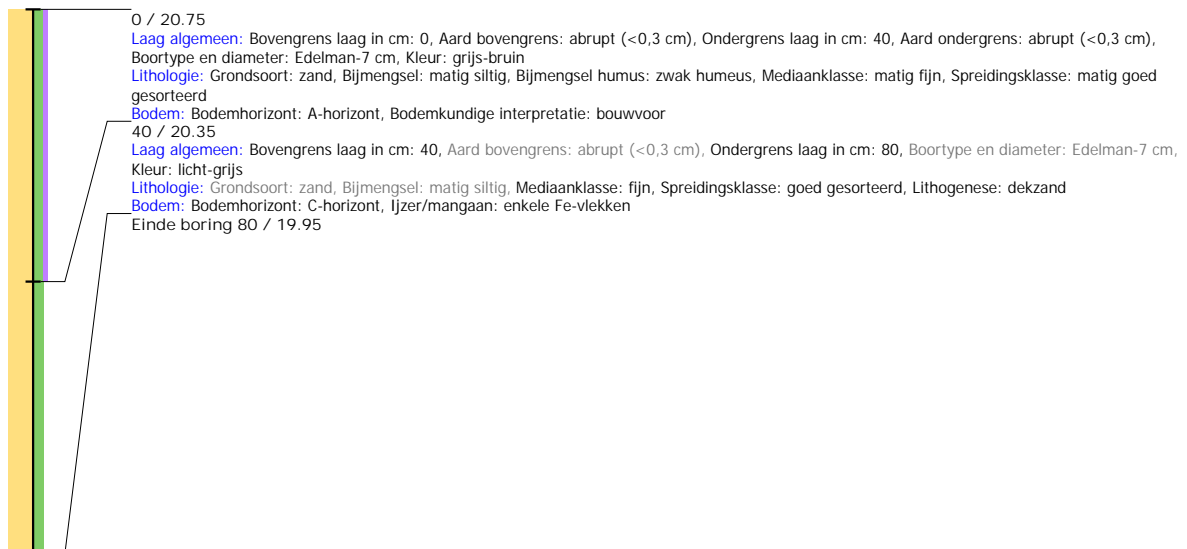 0 / 20.75
Laag algemeen: Bovengrens laag in cm: 0, Aard bovengrens: abrupt (<0,3 cm), Ondergrens laag in cm: 40, Aard ondergrens: abrupt (<0,3 cm),
Boortype en diameter: Edelman-7 cm, Kleur: grijs-bruin
Lithologie: Grondsoort: zand, Bijmengsel: matig siltig, Bijmengsel humus: zwak humeus, Mediaanklasse: matig fijn, Spreidingsklasse: matig goed
gesorteerd
Bodem: Bodemhorizont: A-horizont, Bodemkundige interpretatie: bouwvoor
40 / 20.35
Laag algemeen: Bovengrens laag in cm: 40, Aard bovengrens: abrupt (<0,3 cm), Ondergrens laag in cm: 80, Boortype en diameter: Edelman-7 cm,
Kleur: licht-grijs
Lithologie: Grondsoort: zand, Bijmengsel: matig siltig, Mediaanklasse: fijn, Spreidingsklasse: goed gesorteerd, Lithogenese: dekzand
Bodem: Bodemhorizont: C-horizont, Ijzer/mangaan: enkele Fe-vlekken
Einde boring 80 / 19.95